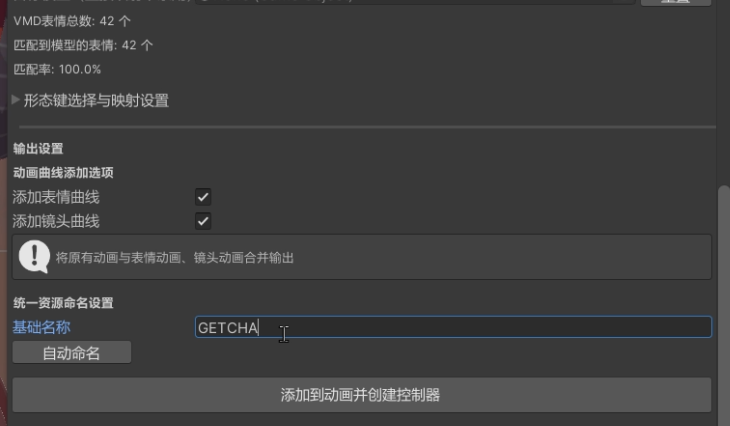 VMD表情总数: 42 个
匹配到模型的表情: 42 个
匹配率: 100.0%
形态键选择与映射设置
输出设置
动画曲线添加选项
添加表情曲线
添加镜头曲线
将原有动画与表情动画、镜头动画合并输出
统一资源命名设置
基础名称 GETCHA
自动命名
添加到动画并创建控制器